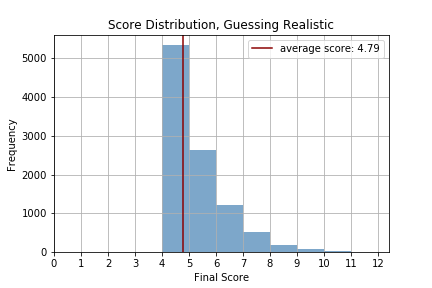 Score Distribution, Guessing Realistic
average score: 4.79
5000
4000
3000
2000
1000
0
Frequency
0 1 2 3 4 5 6 7 8 9 10 11 12
Final Score